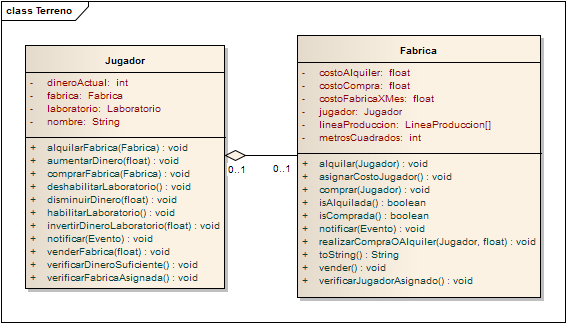 class Terreno
Jugador
- dineroActual: int
- fabrica: Fabrica
- laboratorio: Laboratorio
- nombre: String
+ alquilarFabrica(Fabrica) : void
+ aumentarDinero(float) : void
+ comprarFabrica(Fabrica) : void
+ deshabilitarLaboratorio() : void
+ disminuirDinero(float) : void
+ habilitarLaboratorio() : void
+ invertirDineroLaboratorio(float) : void
+ notificar(Evento) : void
+ venderFabrica(float) : void
+ verificarDineroSuficiente() : void
+ verificarFabricaAsignada() : void
0..1
0..1
Fabrica
- costoAlquiler: float
- costoCompra: float
- costoFabricaXMes: float
- jugador: Jugador
- lineaProduccion: LineaProduccion[]
- metrosCuadrados: int
+ alquilar(Jugador) : void
+ asignarCostoJugador() : void
+ comprar(Jugador) : void
+ isAlquilada() : boolean
+ isComprada() : boolean
+ notificar(Evento) : void
+ realizarCompraOAlquiler(Jugador, float) : void
+ toString() : String
+ vender() : void
+ verificarJugadorAsignado() : void